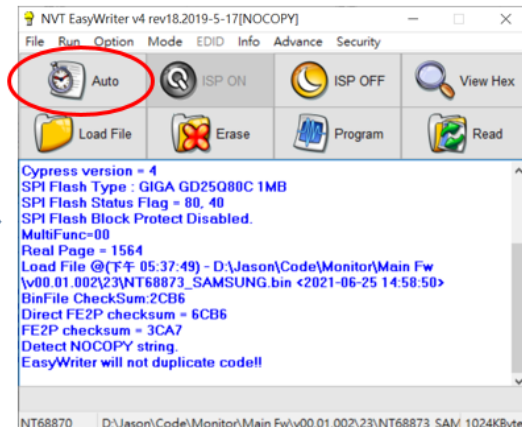 NVT EasyWriter v4 rev18.2019-5-17[NOCOPY]
File Run Option Mode EDID Info Advance Security
Auto ISP ON ISP OFF View Hex
Load File Erase Program Read
Cypress version = 4
SPI Flash Type : GIGA GD25Q80C 1MB
SPI Flash Status Flag = 80, 40
SPI Flash Block Protect Disabled.
MultiFunc=00
Real Page = 1564
Load File @(下午 05:37:49) - D:\Jason\Code\Monitor\Main Fw
\v00.01.002\23\NT68873_SAMSUNG.bin <2021-06-25 14:58:50>
BinFile CheckSum:2CB6
Direct FE2P checksum = 6CB6
FE2P checksum = 3CA7
Detect NOCOPY string.
EasyWriter will not duplicate code!!
NT68870 D:\Jason\Code\Monitor\Main Fw\v00.01.002\23\NT68873_SAM 1024KByte